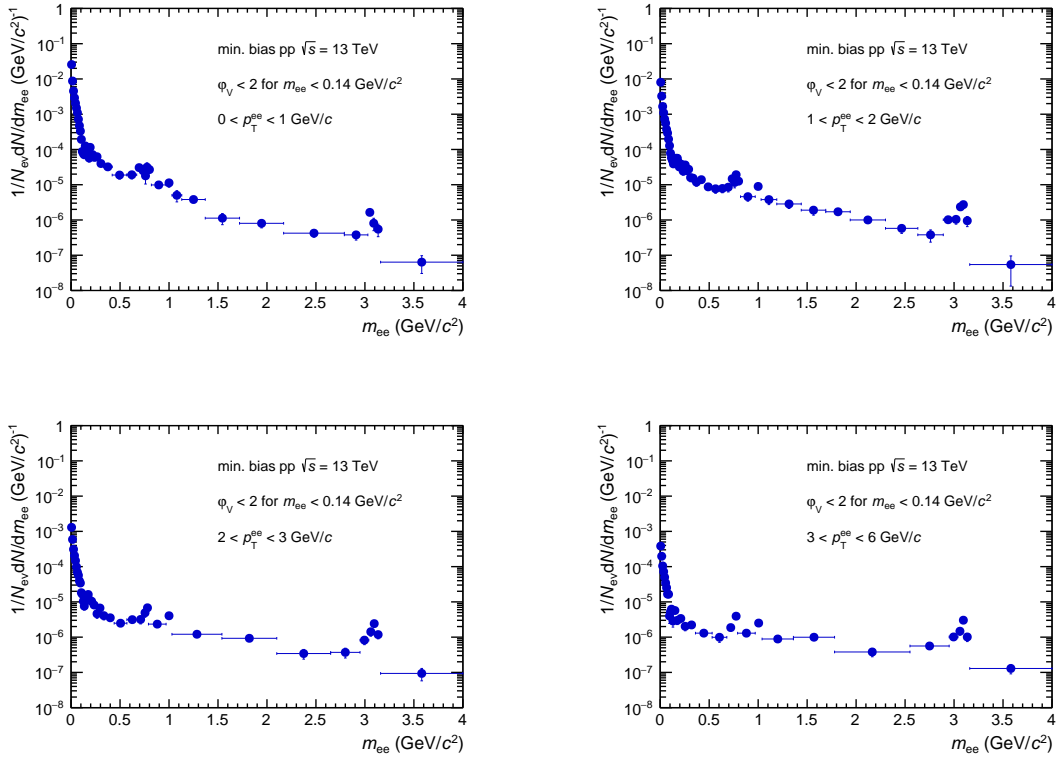 1/N_ev dN/dm_ee (GeV/c²)⁻¹
1
10⁻¹
10⁻²
10⁻³
10⁻⁴
10⁻⁵
10⁻⁶
10⁻⁷
10⁻⁸
min. bias pp √s = 13 TeV
φ_V < 2 for m_ee < 0.14 GeV/c²
0 < p_T^ee < 1 GeV/c
0 0.5 1 1.5 2 2.5 3 3.5 4
m_ee (GeV/c²)
1/N_ev dN/dm_ee (GeV/c²)⁻¹
1
10⁻¹
10⁻²
10⁻³
10⁻⁴
10⁻⁵
10⁻⁶
10⁻⁷
10⁻⁸
min. bias pp √s = 13 TeV
φ_V < 2 for m_ee < 0.14 GeV/c²
1 < p_T^ee < 2 GeV/c
0 0.5 1 1.5 2 2.5 3 3.5 4
m_ee (GeV/c²)
1/N_ev dN/dm_ee (GeV/c²)⁻¹
1
10⁻¹
10⁻²
10⁻³
10⁻⁴
10⁻⁵
10⁻⁶
10⁻⁷
10⁻⁸
min. bias pp √s = 13 TeV
φ_V < 2 for m_ee < 0.14 GeV/c²
2 < p_T^ee < 3 GeV/c
0 0.5 1 1.5 2 2.5 3 3.5 4
m_ee (GeV/c²)
1/N_ev dN/dm_ee (GeV/c²)⁻¹
1
10⁻¹
10⁻²
10⁻³
10⁻⁴
10⁻⁵
10⁻⁶
10⁻⁷
10⁻⁸
min. bias pp √s = 13 TeV
φ_V < 2 for m_ee < 0.14 GeV/c²
3 < p_T^ee < 6 GeV/c
0 0.5 1 1.5 2 2.5 3 3.5 4
m_ee (GeV/c²)